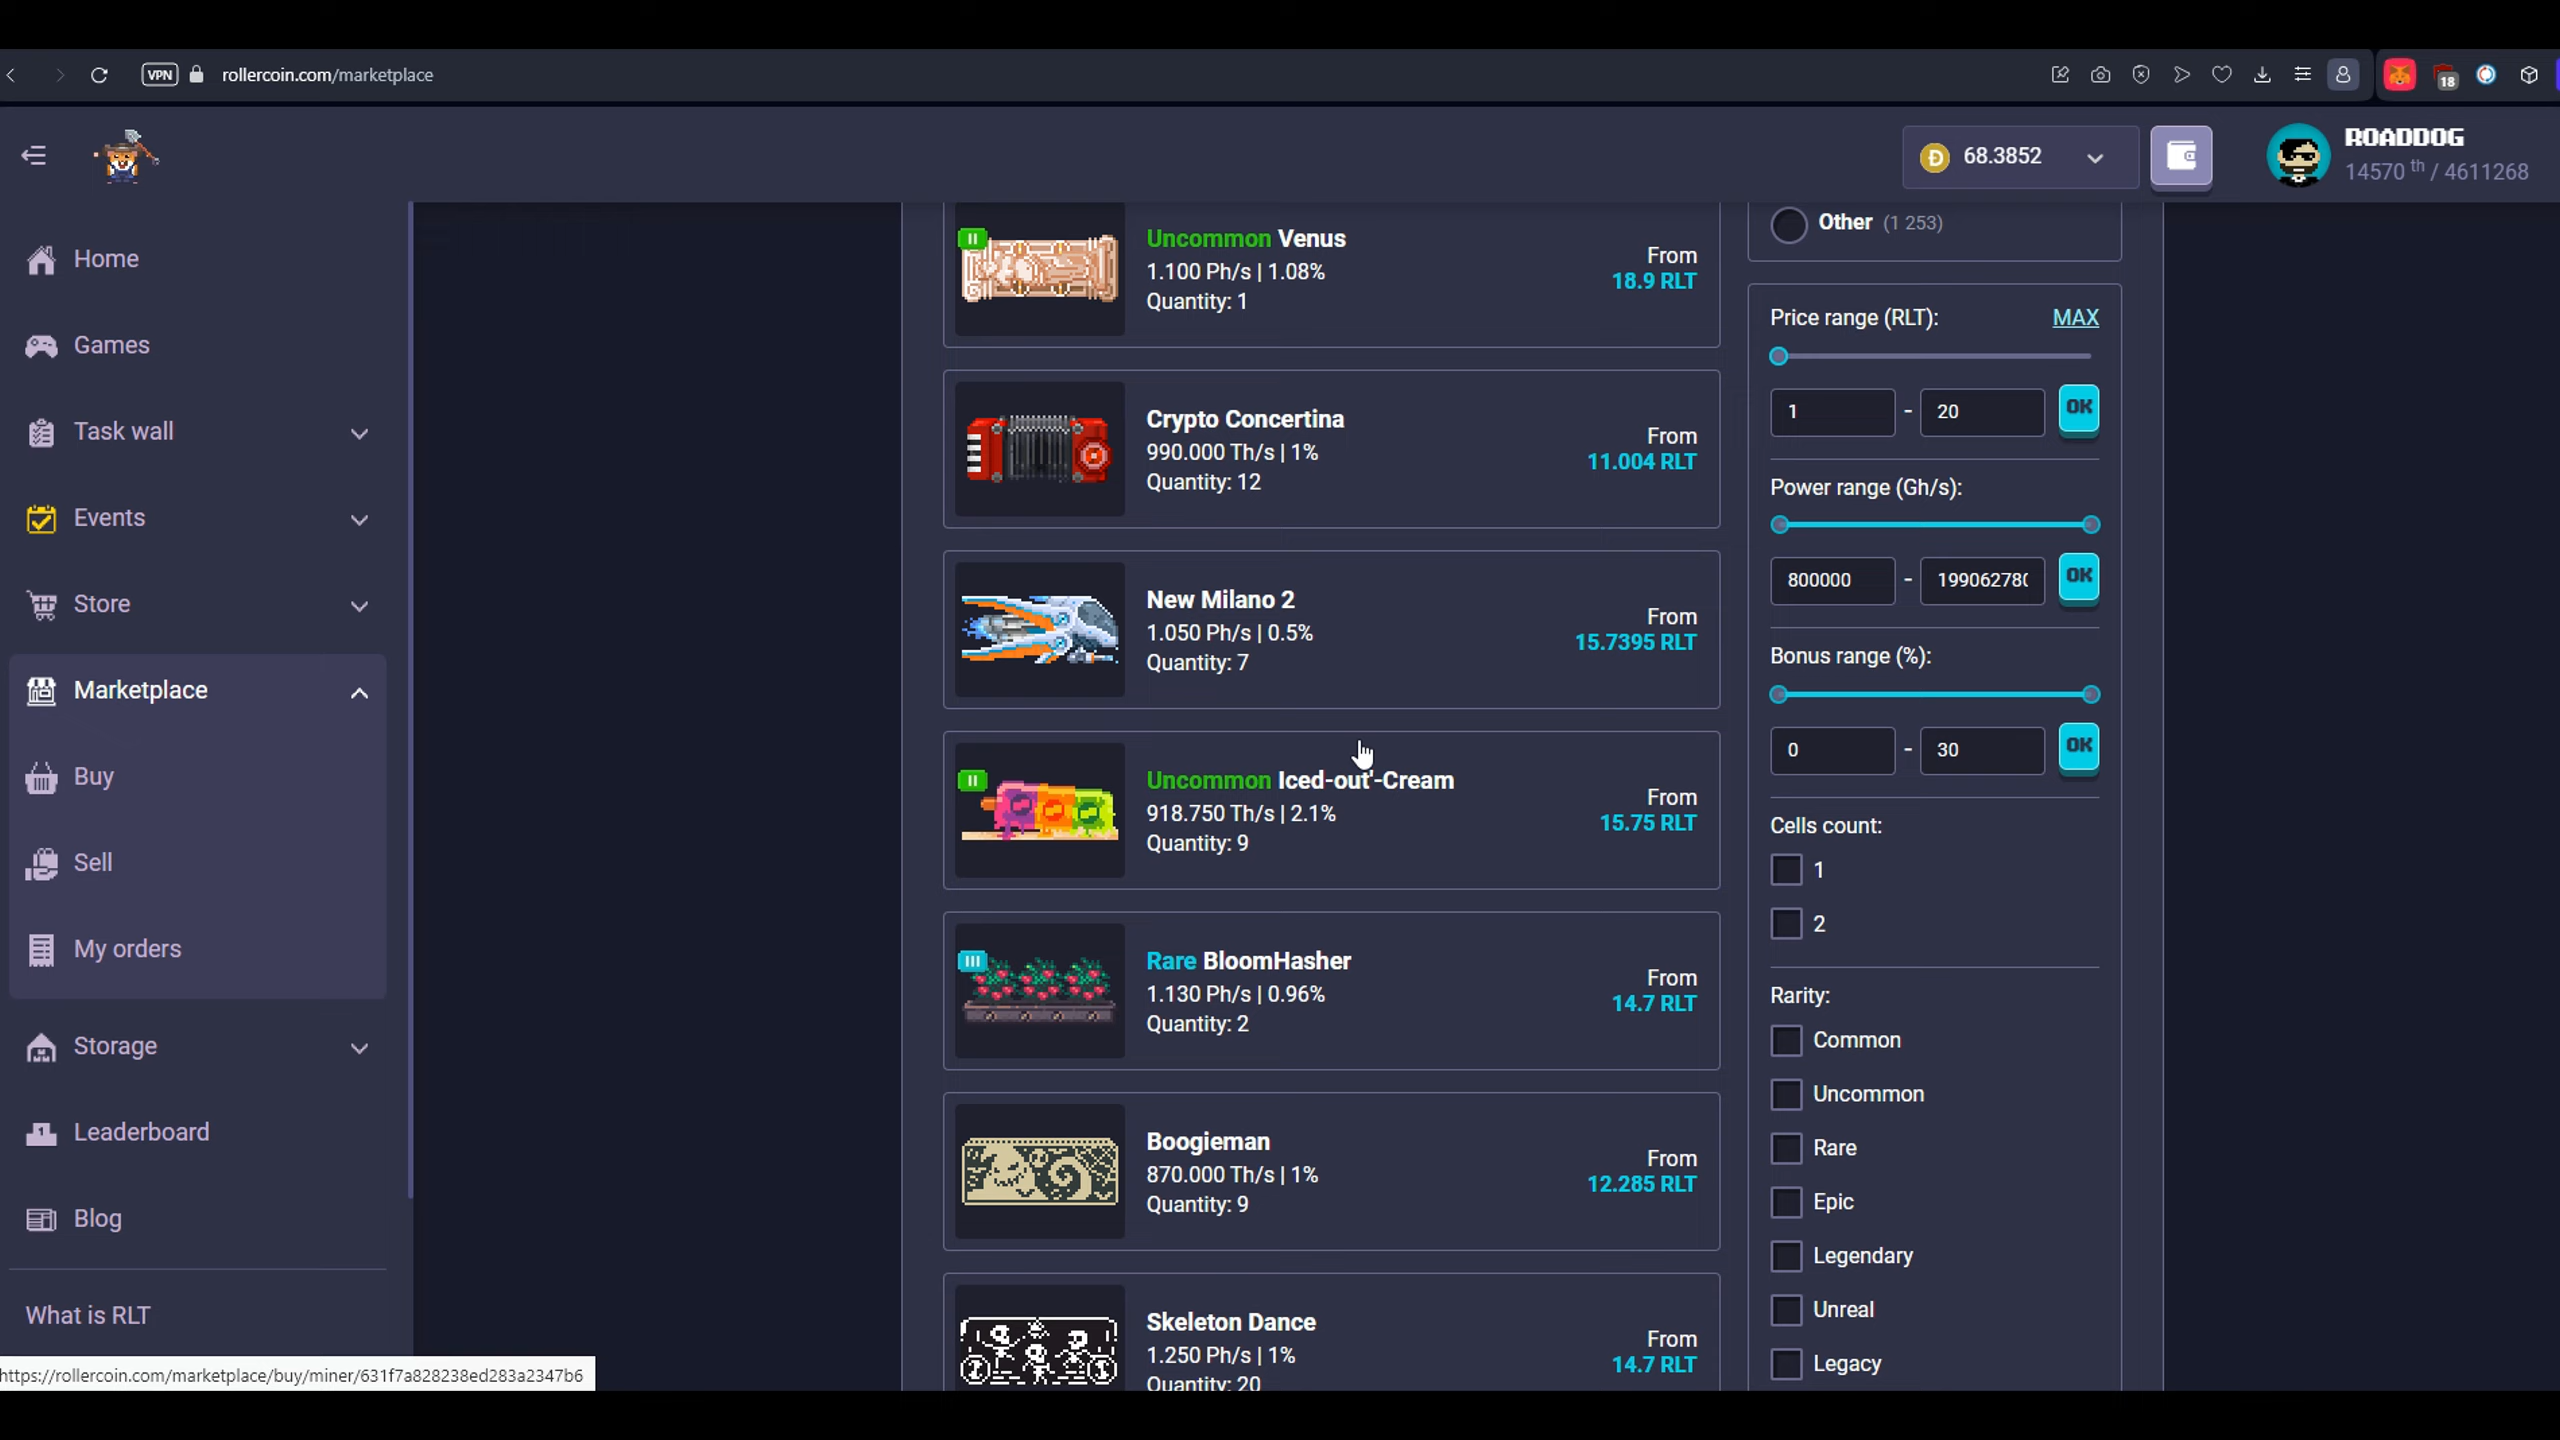 VPN rollercoin.com/marketplace
18
68.3852
ROADDOG
14570 th / 4611268
Home
Games
Task wall
Events
Store
Marketplace
Buy
Sell
My orders
Storage
Leaderboard
Blog
What is RLT
https://rollercoin.com/marketplace/buy/miner/631f7a828238ed283a2347b6
II
Uncommon Venus
1.100 Ph/s | 1.08%
Quantity: 1
From
18.9 RLT
Crypto Concertina
990.000 Th/s | 1%
Quantity: 12
From
11.004 RLT
New Milano 2
1.050 Ph/s | 0.5%
Quantity: 7
From
15.7395 RLT
II
Uncommon Iced-out'-Cream
918.750 Th/s | 2.1%
Quantity: 9
From
15.75 RLT
III
Rare BloomHasher
1.130 Ph/s | 0.96%
Quantity: 2
From
14.7 RLT
Boogieman
870.000 Th/s | 1%
Quantity: 9
From
12.285 RLT
Skeleton Dance
1.250 Ph/s | 1%
Quantity: 20
From
14.7 RLT
Other (1 253)
Price range (RLT): MAX
1 - 20 OK
Power range (Gh/s):
800000 - 199062780 OK
Bonus range (%):
0 - 30 OK
Cells count:
1
2
Rarity:
Common
Uncommon
Rare
Epic
Legendary
Unreal
Legacy